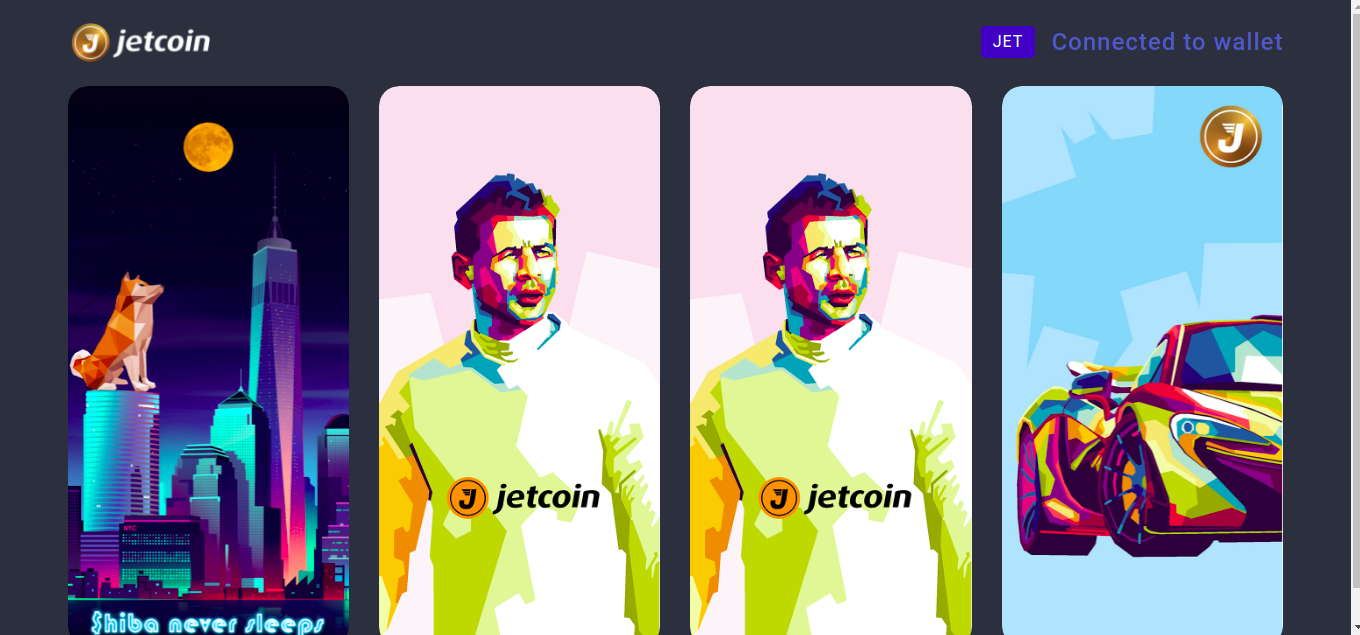 jetcoin
JET
Connected to wallet
NYC
jetcoin
jetcoin
Shiba never sleeps